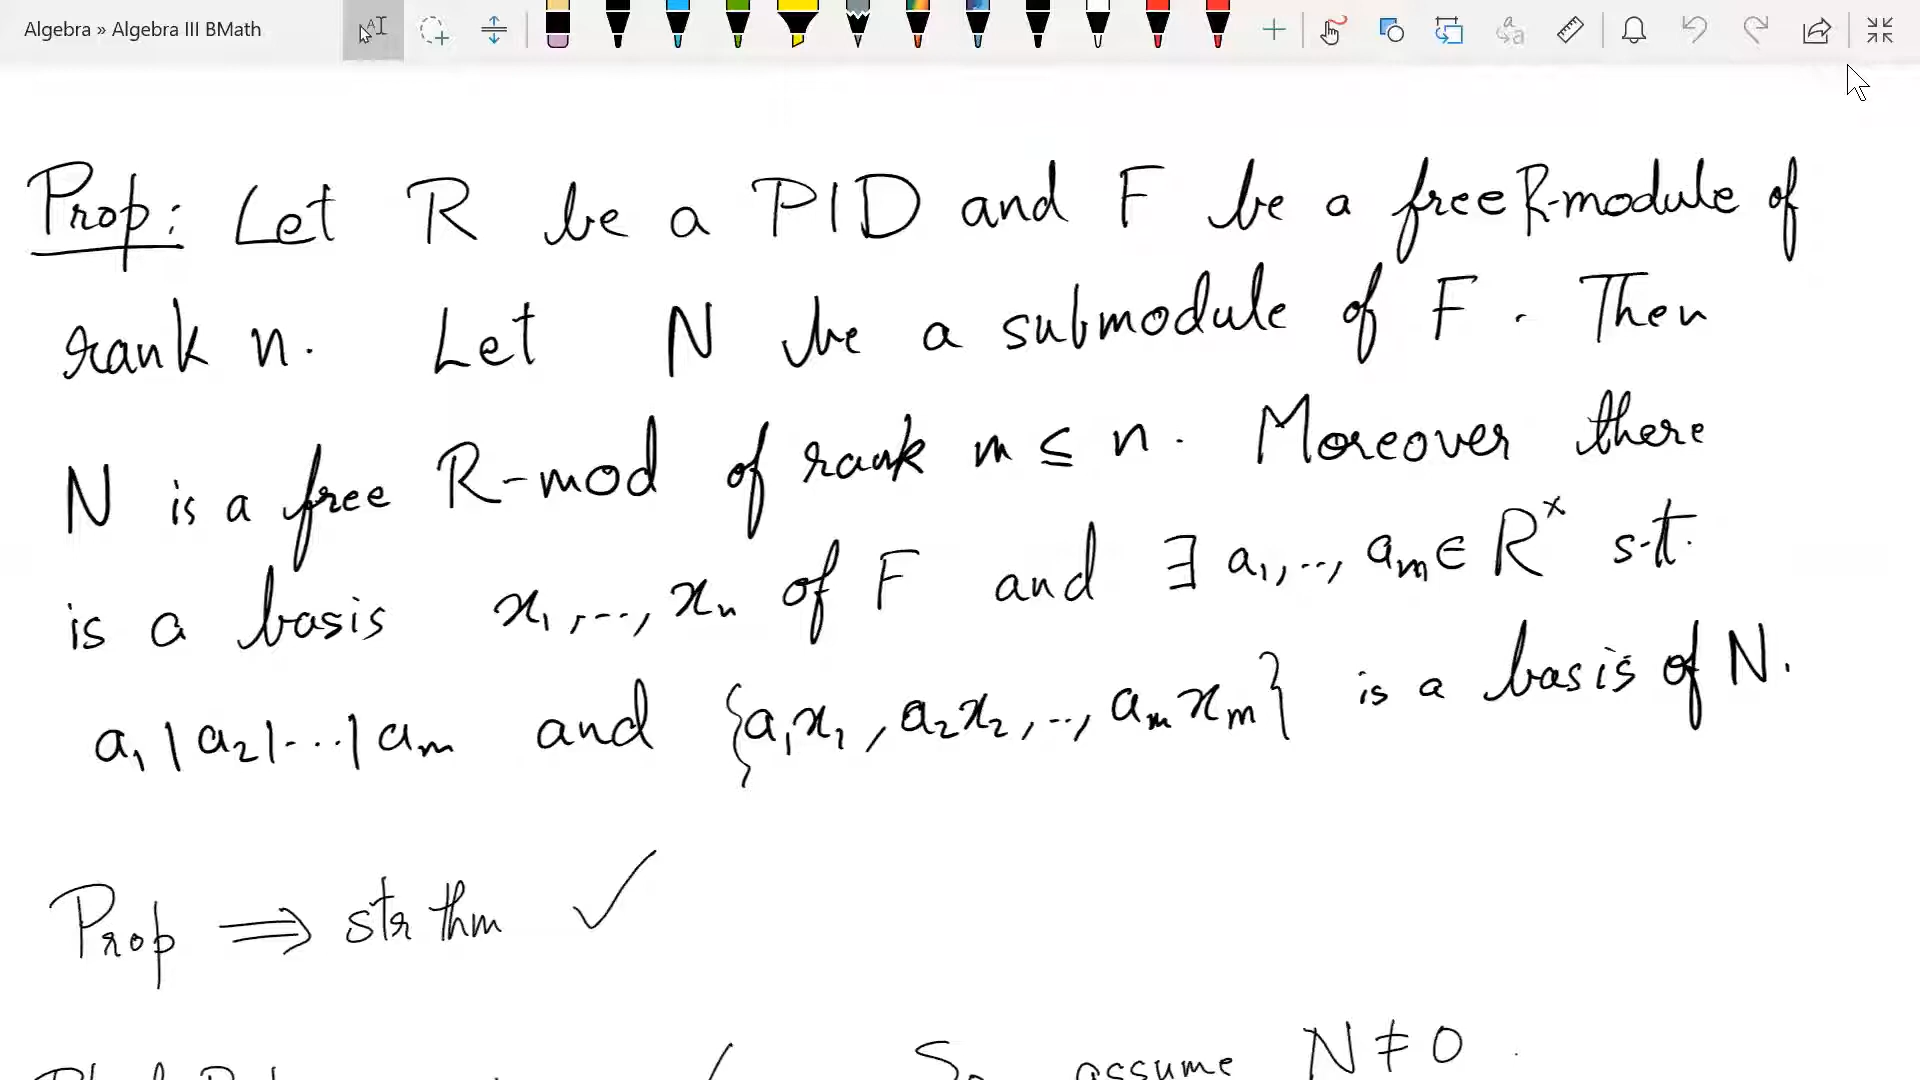 Algebra » Algebra III BMath
Prop: Let R be a PID and F be a free R-module of
rank n. Let N be a submodule of F. Then
N is a free R-mod of rank m ≤ n. Moreover there
is a basis x₁,...,xₙ of F and ∃ a₁,..,aₘ ∈ Rˣ s.t.
a₁ | a₂ | ... | aₘ and {a₁x₁, a₂x₂, .., aₘxₘ} is a basis of N.
Prop ⟹ str thm ✓
So assume N ≠ 0.